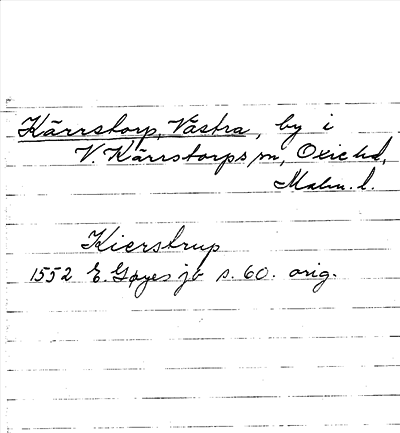 Kärrstorp, Västra, by i
V. Kärrstorps sn, Oxie hd,
Malm. l.
Kierstrup
1552 E. Gøyes jb s. 60. orig.